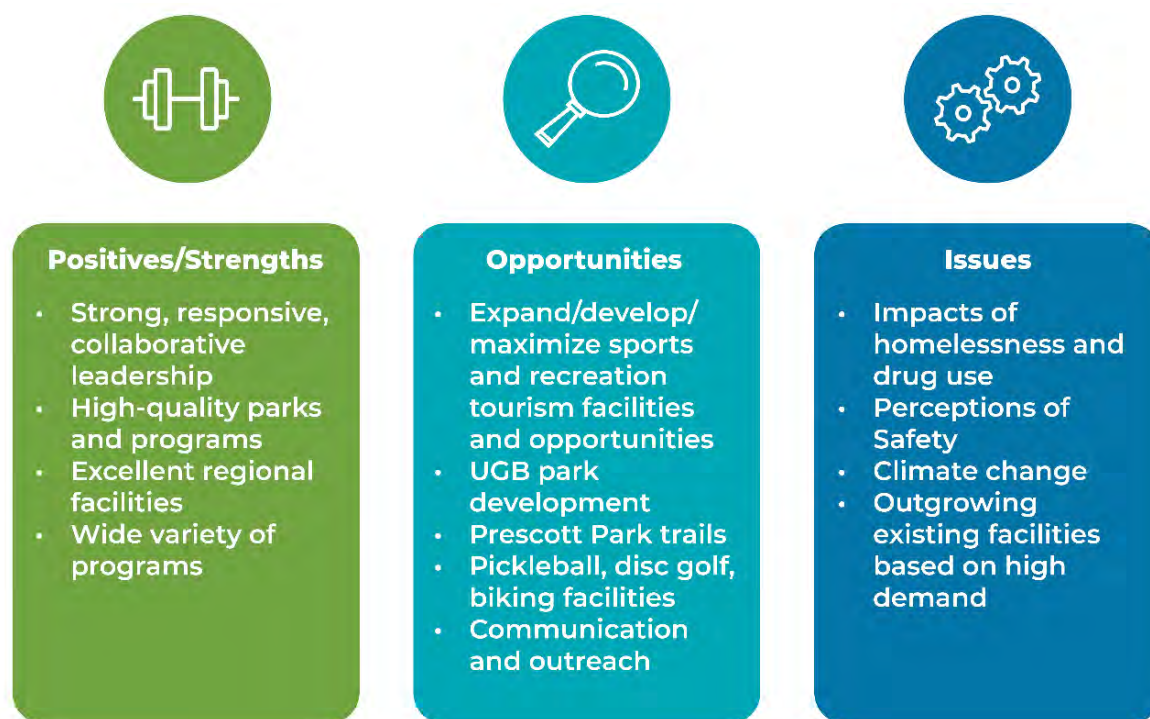 Positives/Strengths
• Strong, responsive,
collaborative
leadership
• High-quality parks
and programs
• Excellent regional
facilities
• Wide variety of
programs
Opportunities
• Expand/develop/
maximize sports
and recreation
tourism facilities
and opportunities
• UGB park
development
• Prescott Park trails
• Pickleball, disc golf,
biking facilities
• Communication
and outreach
Issues
• Impacts of
homelessness and
drug use
• Perceptions of
Safety
• Climate change
• Outgrowing
existing facilities
based on high
demand